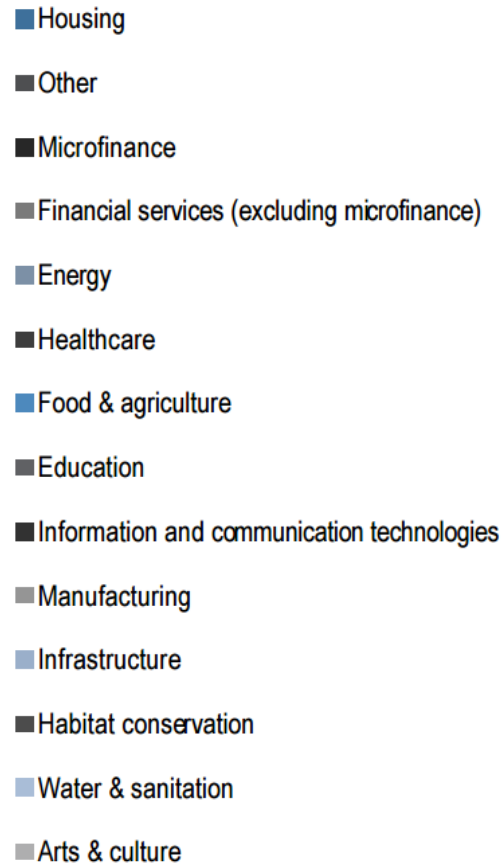 Housing
Other
Microfinance
Financial services (excluding microfinance)
Energy
Healthcare
Food & agriculture
Education
Information and communication technologies
Manufacturing
Infrastructure
Habitat conservation
Water & sanitation
Arts & culture